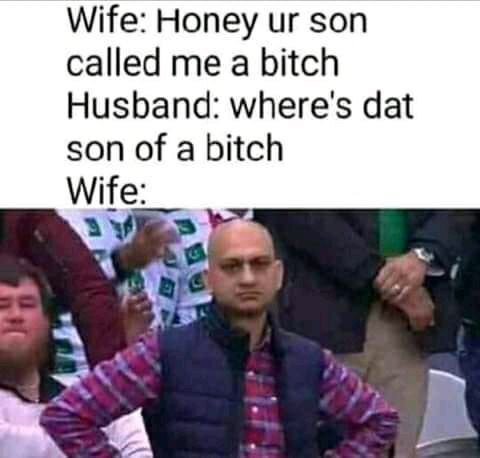 Wife: Honey ur son
called me a bitch
Husband: where's dat
son of a bitch
Wife: